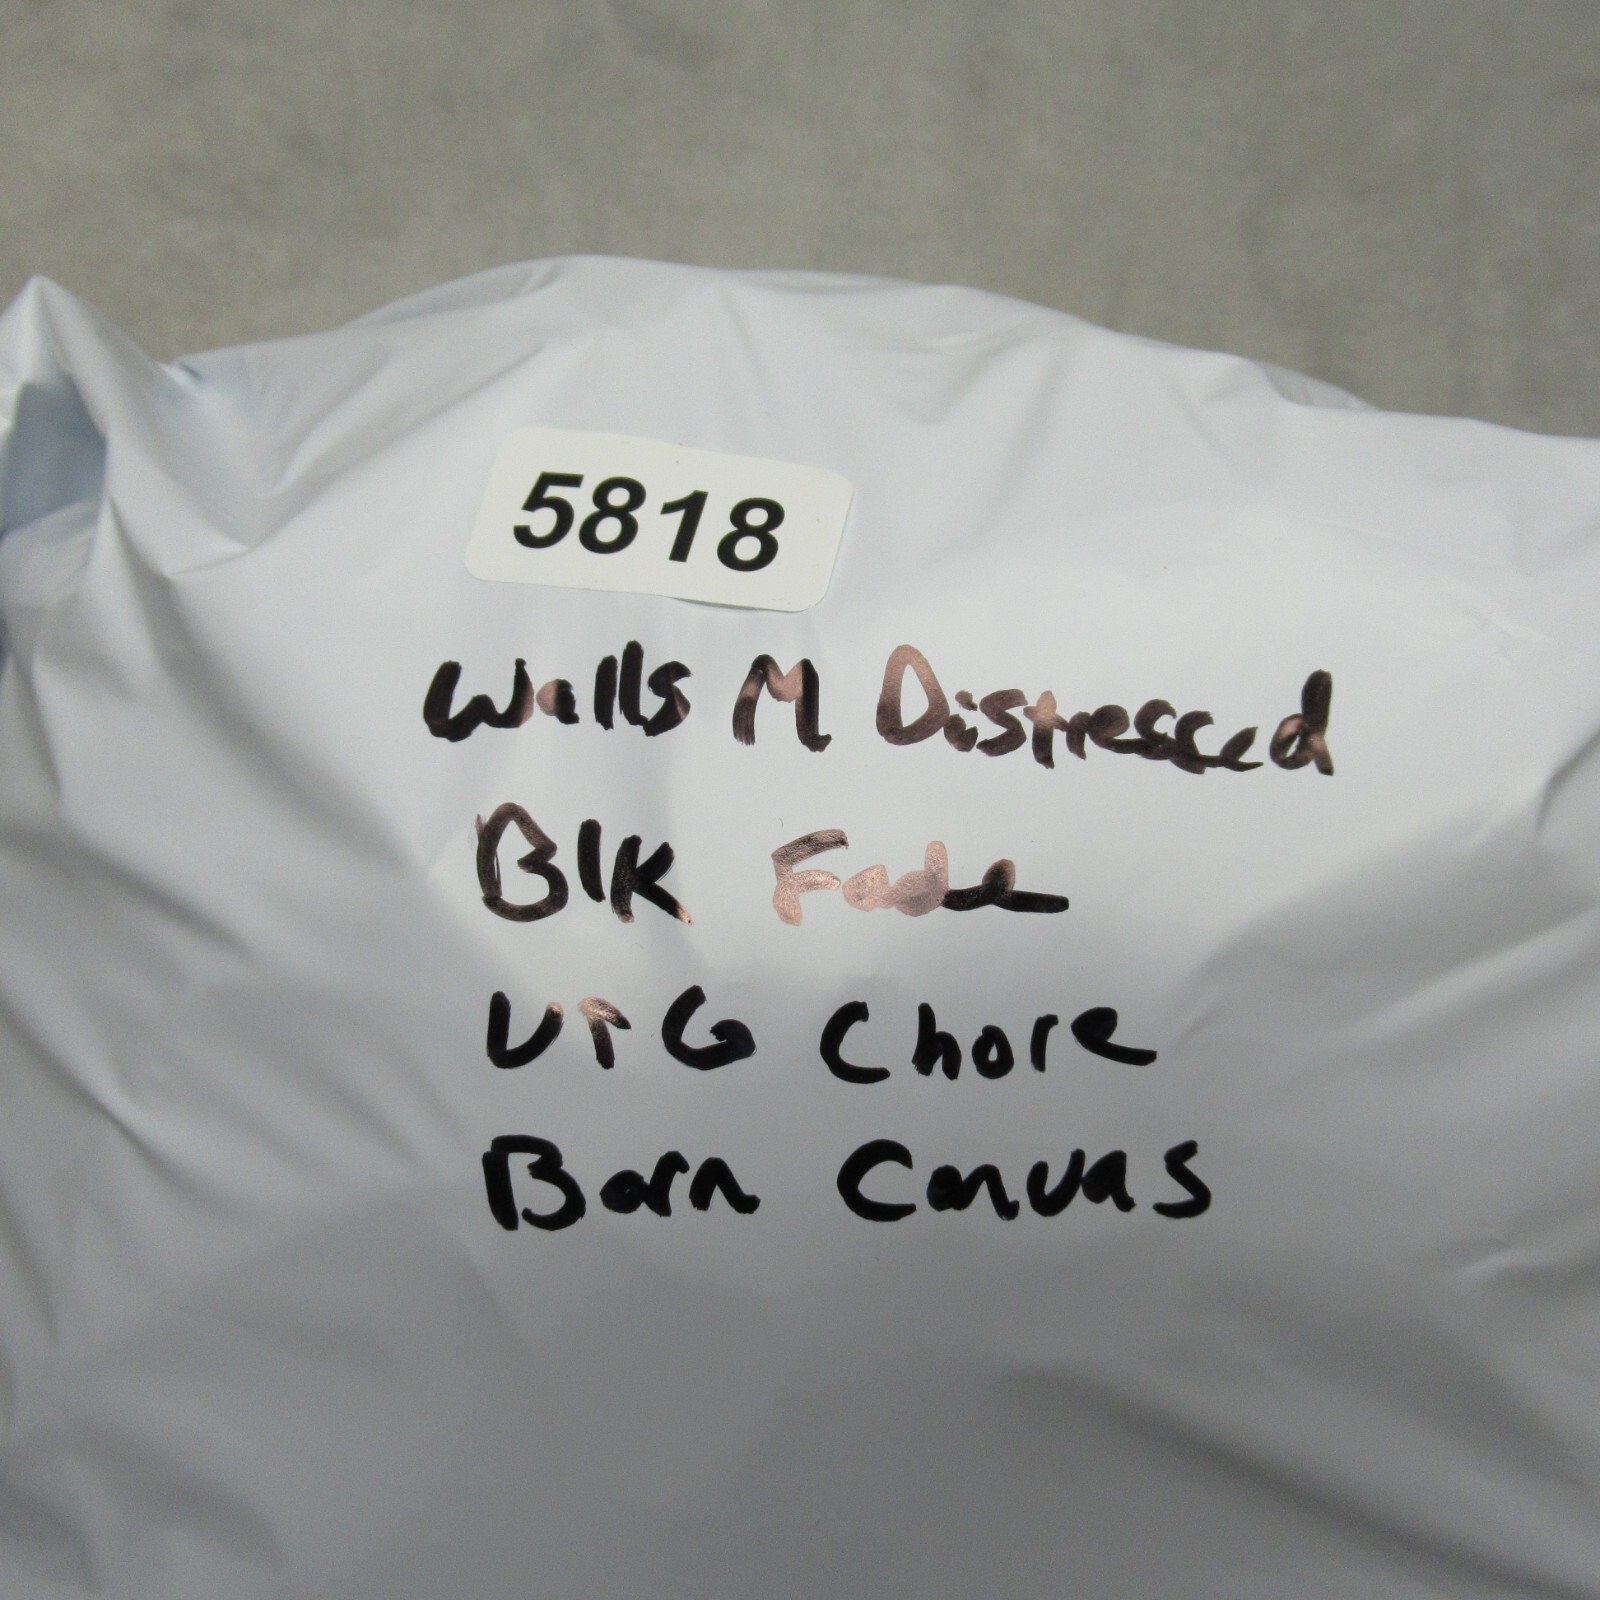 5818
Walls M Distressed
Blk Fade
VTG Chore
Barn Canvas